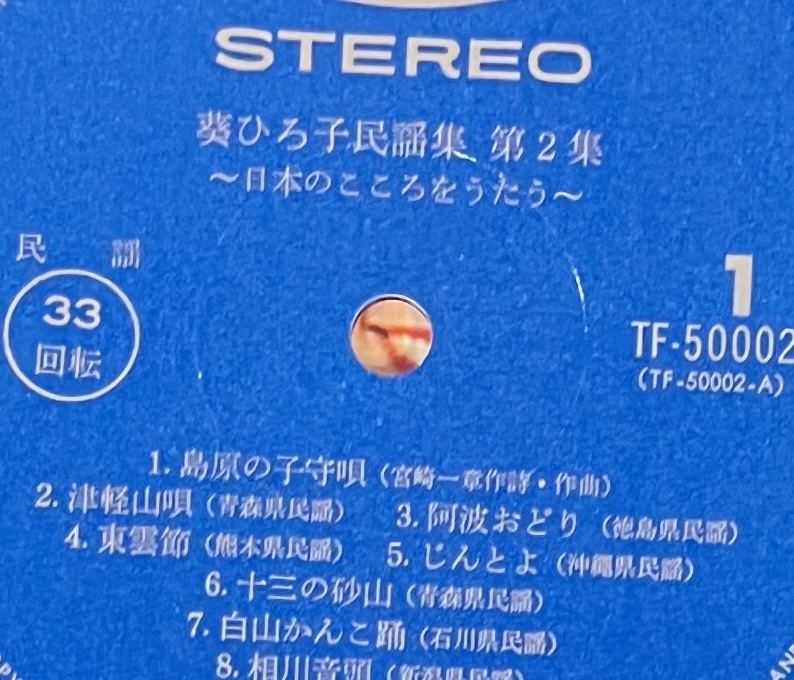 STEREO
葵ひろ子民謡集 第2集
〜日本のこころをうたう〜
民 謡
33
回転
1
TF-50002
(TF-50002-A)
1. 島原の子守唄 (宮崎一章作詩・作曲)
2. 津軽山唄 (青森県民謡) 3. 阿波おどり (徳島県民謡)
4. 東雲節 (熊本県民謡) 5. じんとよ (沖縄県民謡)
6. 十三の砂山 (青森県民謡)
7. 白山かんこ踊 (石川県民謡)
8. 相川音頭 (新潟県民謡)